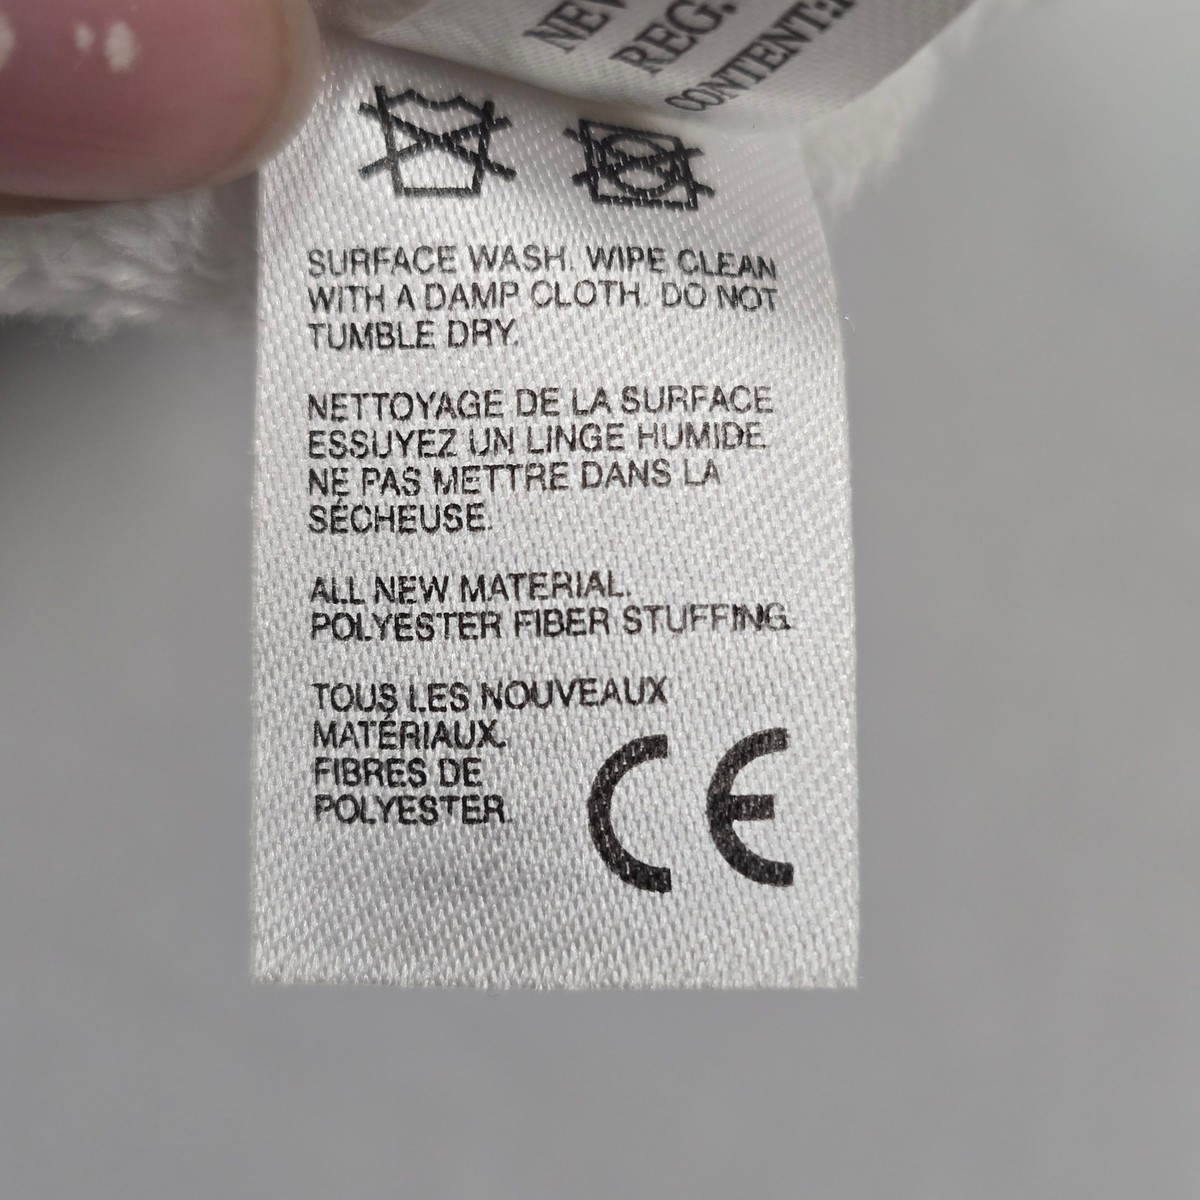 REG.
CONTENT:
SURFACE WASH. WIPE CLEAN
WITH A DAMP CLOTH. DO NOT
TUMBLE DRY.
NETTOYAGE DE LA SURFACE
ESSUYEZ UN LINGE HUMIDE.
NE PAS METTRE DANS LA
SÉCHEUSE.
ALL NEW MATERIAL.
POLYESTER FIBER STUFFING.
TOUS LES NOUVEAUX
MATÉRIAUX.
FIBRES DE
POLYESTER.
CE